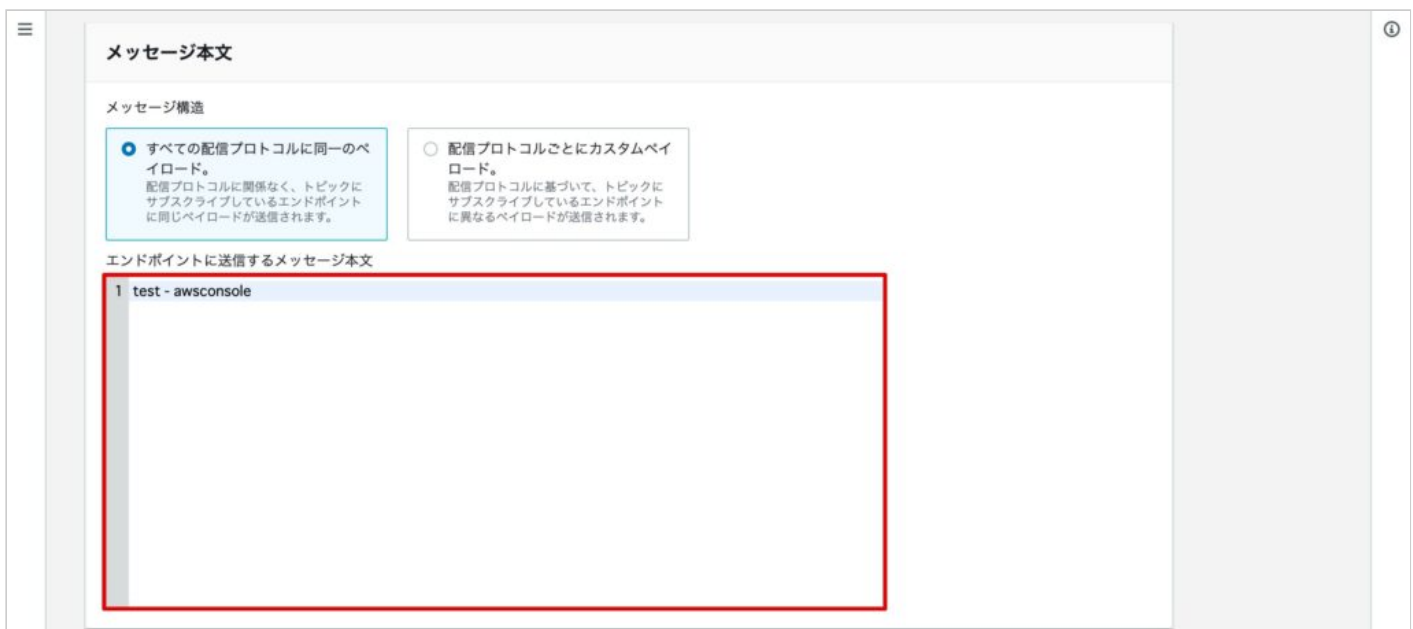 メッセージ本文
メッセージ構造
すべての配信プロトコルに同一のペ
イロード。
配信プロトコルに関係なく、トピックに
サブスクライブしているエンドポイント
に同じペイロードが送信されます。
配信プロトコルごとにカスタムペイ
ロード。
配信プロトコルに基づいて、トピックに
サブスクライブしているエンドポイント
に異なるペイロードが送信されます。
エンドポイントに送信するメッセージ本文
1 test - awsconsole